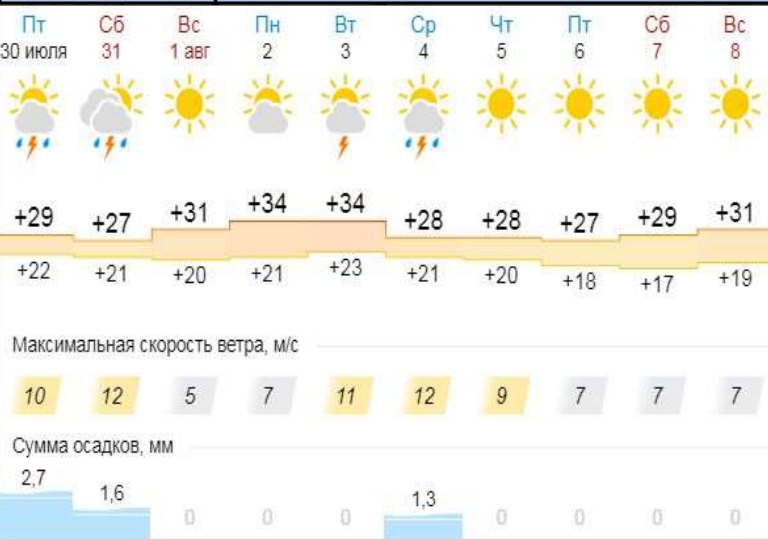 Пт Сб Вс Пн Вт Ср Чт Пт Сб Вс
30 июля 31 1 авг 2 3 4 5 6 7 8
+29 +27 +31 +34 +34 +28 +28 +27 +29 +31
+22 +21 +20 +21 +23 +21 +20 +18 +17 +19
Максимальная скорость ветра, м/с
10 12 5 7 11 12 9 7 7 7
Сумма осадков, мм
2,7 1,6 0 0 0 1,3 0 0 0 0